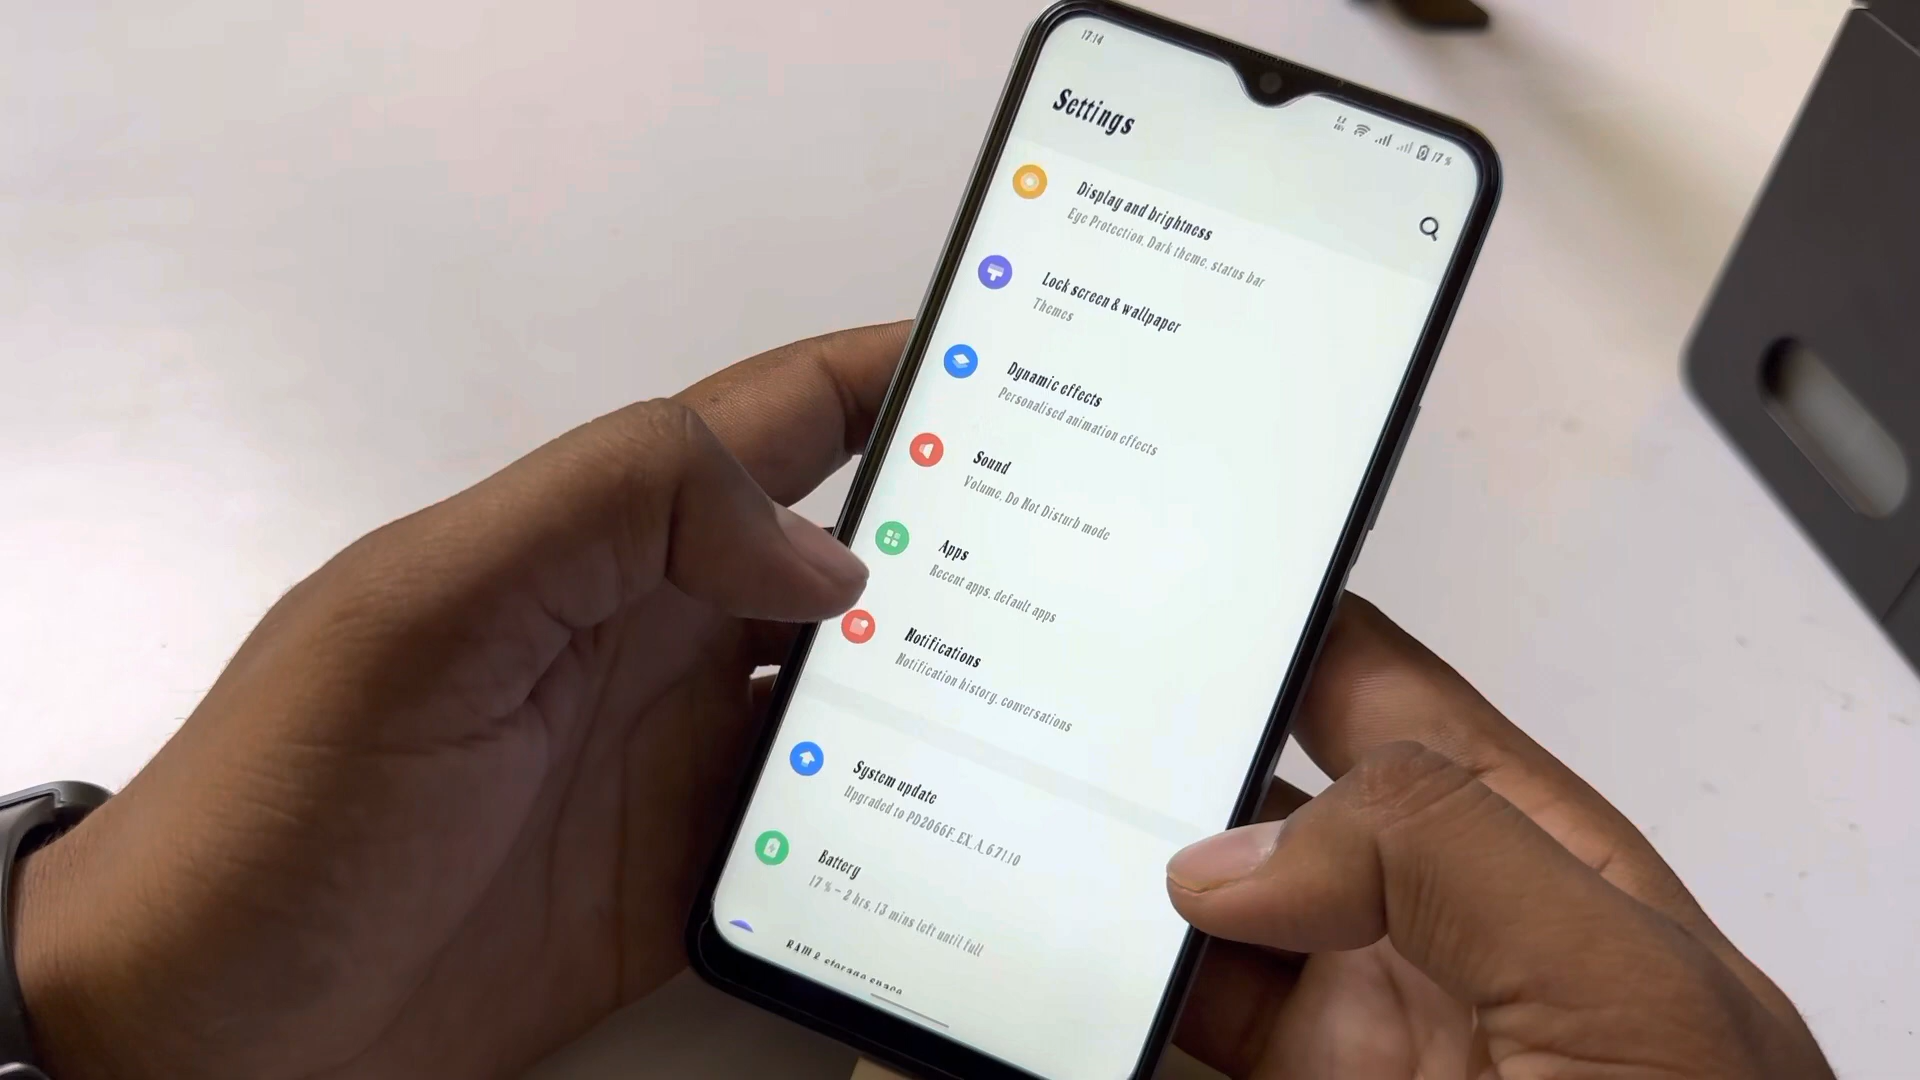 17:14
17 %
Settings
Display and brightness
Eye Protection, Dark theme, status bar
Lock screen & wallpaper
Themes
Dynamic effects
Personalised animation effects
Sound
Volume, Do Not Disturb mode
Apps
Recent apps, default apps
Notifications
Notification history, conversations
System update
Upgraded to PD2066F_EX_A_6.71.10
Battery
17 % – 2 hrs, 13 mins left until full
RAM & storage space